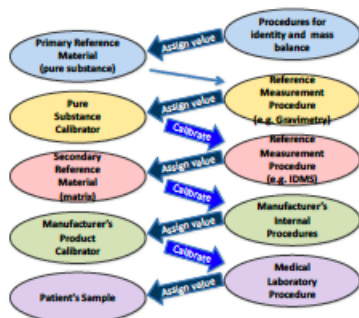 Procedures for
identity and mass
balance
Assign value
Primary Reference
Material
(pure substance)
Reference
Measurement
Procedure
(e.g. Gravimetry)
Assign value
Pure
Substance
Calibrator
Calibrate
Reference
Measurement
Procedure
(e.g. IDMS)
Assign value
Secondary
Reference
Material
(matrix)
Calibrate
Manufacturer's
Internal
Procedures
Assign value
Manufacturer's
Product
Calibrator
Calibrate
Medical
Laboratory
Procedure
Assign value
Patient's Sample